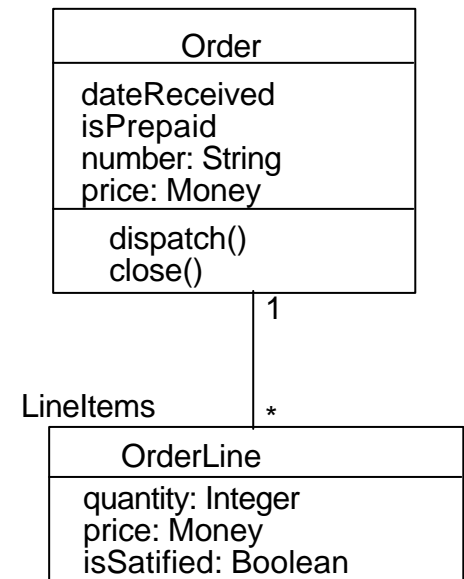 Order
dateReceived
isPrepaid
number: String
price: Money
dispatch()
close()
1
LineItems
*
OrderLine
quantity: Integer
price: Money
isSatified: Boolean